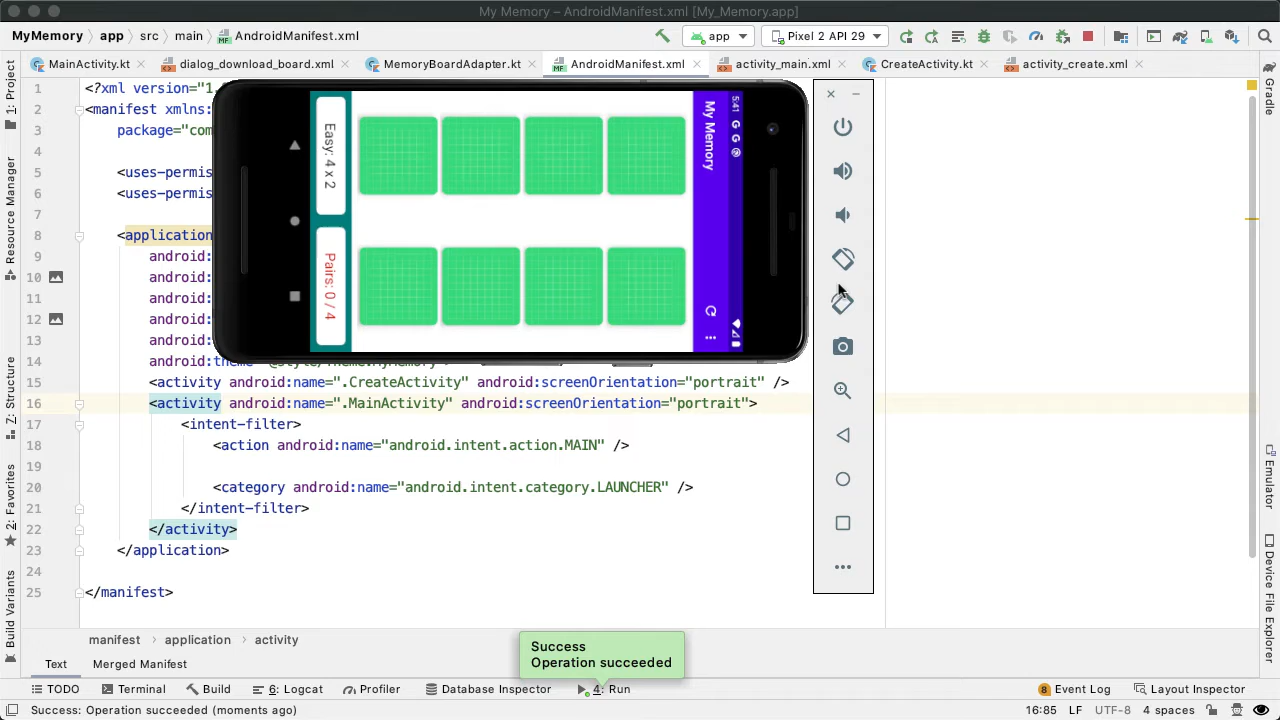 My Memory – AndroidManifest.xml [My_Memory.app]
MyMemory > app > src > main > AndroidManifest.xml
app
Pixel 2 API 29
MainActivity.kt
dialog_download_board.xml
MemoryBoardAdapter.kt
AndroidManifest.xml
activity_main.xml
CreateActivity.kt
activity_create.xml
1: Project
Resource Manager
Z: Structure
2: Favorites
Build Variants
1 <?xml version="1.
2 <manifest xmlns:
3 package="com
4
5 <uses-permis
6 <uses-permis
7
8 <application
9 android:
10 android:
11 android:
12 android:
13 android:
14 android:
15 <activity android:name=".CreateActivity" android:screenOrientation="portrait" />
16 <activity android:name=".MainActivity" android:screenOrientation="portrait">
17 <intent-filter>
18 <action android:name="android.intent.action.MAIN" />
19
20 <category android:name="android.intent.category.LAUNCHER" />
21 </intent-filter>
22 </activity>
23 </application>
24
25 </manifest>
5:41
My Memory
Easy: 4 x 2
Pairs: 0 / 4
Gradle
Emulator
Device File Explorer
manifest > application > activity
Text
Merged Manifest
Success
Operation succeeded
TODO
Terminal
Build
6: Logcat
Profiler
Database Inspector
4: Run
8 Event Log
Layout Inspector
Success: Operation succeeded (moments ago)
16:85 LF UTF-8 4 spaces